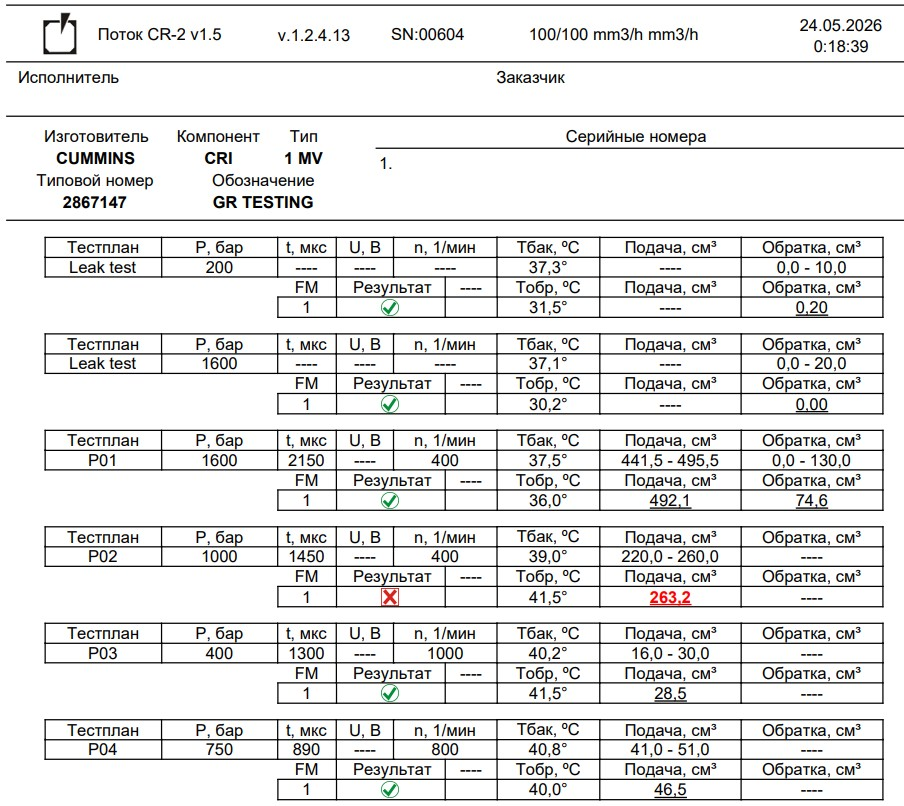 Поток CR-2 v1.5 v.1.2.4.13 SN:00604 100/100 mm3/h mm3/h 24.05.2026
0:18:39
Исполнитель Заказчик
Изготовитель Компонент Тип Серийные номера
CUMMINS CRI 1 MV 1.
Типовой номер Обозначение
2867147 GR TESTING
Тестплан P, бар t, мкс U, В n, 1/мин Тбак, ºC Подача, см³ Обратка, см³
Leak test 200 ---- ---- ---- 37,3° ---- 0,0 - 10,0
FM Результат ---- Тобр, ºC Подача, см³ Обратка, см³
1 31,5° ---- 0,20
Тестплан P, бар t, мкс U, В n, 1/мин Тбак, ºC Подача, см³ Обратка, см³
Leak test 1600 ---- ---- ---- 37,1° ---- 0,0 - 20,0
FM Результат ---- Тобр, ºC Подача, см³ Обратка, см³
1 30,2° ---- 0,00
Тестплан P, бар t, мкс U, В n, 1/мин Тбак, ºC Подача, см³ Обратка, см³
P01 1600 2150 ---- 400 37,5° 441,5 - 495,5 0,0 - 130,0
FM Результат ---- Тобр, ºC Подача, см³ Обратка, см³
1 36,0° 492,1 74,6
Тестплан P, бар t, мкс U, В n, 1/мин Тбак, ºC Подача, см³ Обратка, см³
P02 1000 1450 ---- 400 39,0° 220,0 - 260,0 ----
FM Результат ---- Тобр, ºC Подача, см³ Обратка, см³
1 41,5° 263,2 ----
Тестплан P, бар t, мкс U, В n, 1/мин Тбак, ºC Подача, см³ Обратка, см³
P03 400 1300 ---- 1000 40,2° 16,0 - 30,0 ----
FM Результат ---- Тобр, ºC Подача, см³ Обратка, см³
1 41,5° 28,5 ----
Тестплан P, бар t, мкс U, В n, 1/мин Тбак, ºC Подача, см³ Обратка, см³
P04 750 890 ---- 800 40,8° 41,0 - 51,0 ----
FM Результат ---- Тобр, ºC Подача, см³ Обратка, см³
1 40,0° 46,5 ----